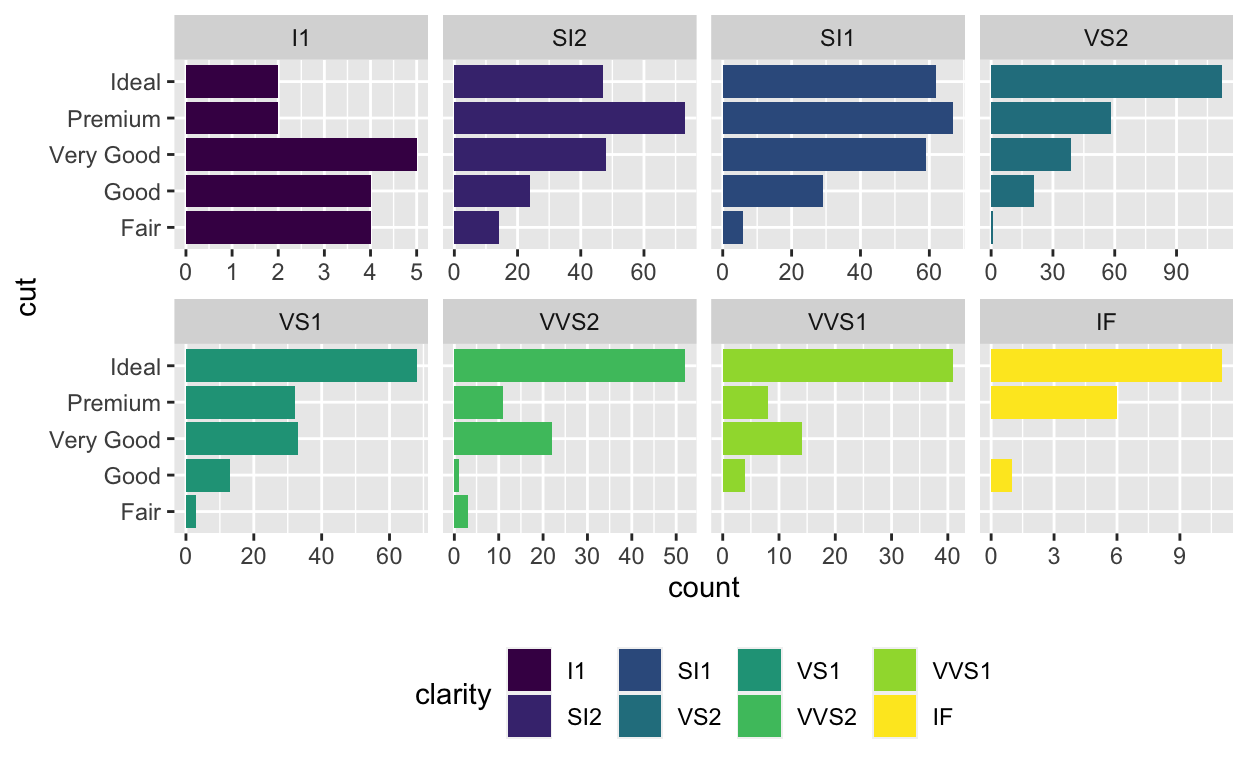 I1 SI2 SI1 VS2
Ideal
Premium
Very Good
Good
Fair
0 1 2 3 4 5 0 20 40 60 0 20 40 60 0 30 60 90
cut
VS1 VVS2 VVS1 IF
Ideal
Premium
Very Good
Good
Fair
0 20 40 60 0 10 20 30 40 50 0 10 20 30 40 0 3 6 9
count
clarity
I1 SI1 VS1 VVS1
SI2 VS2 VVS2 IF